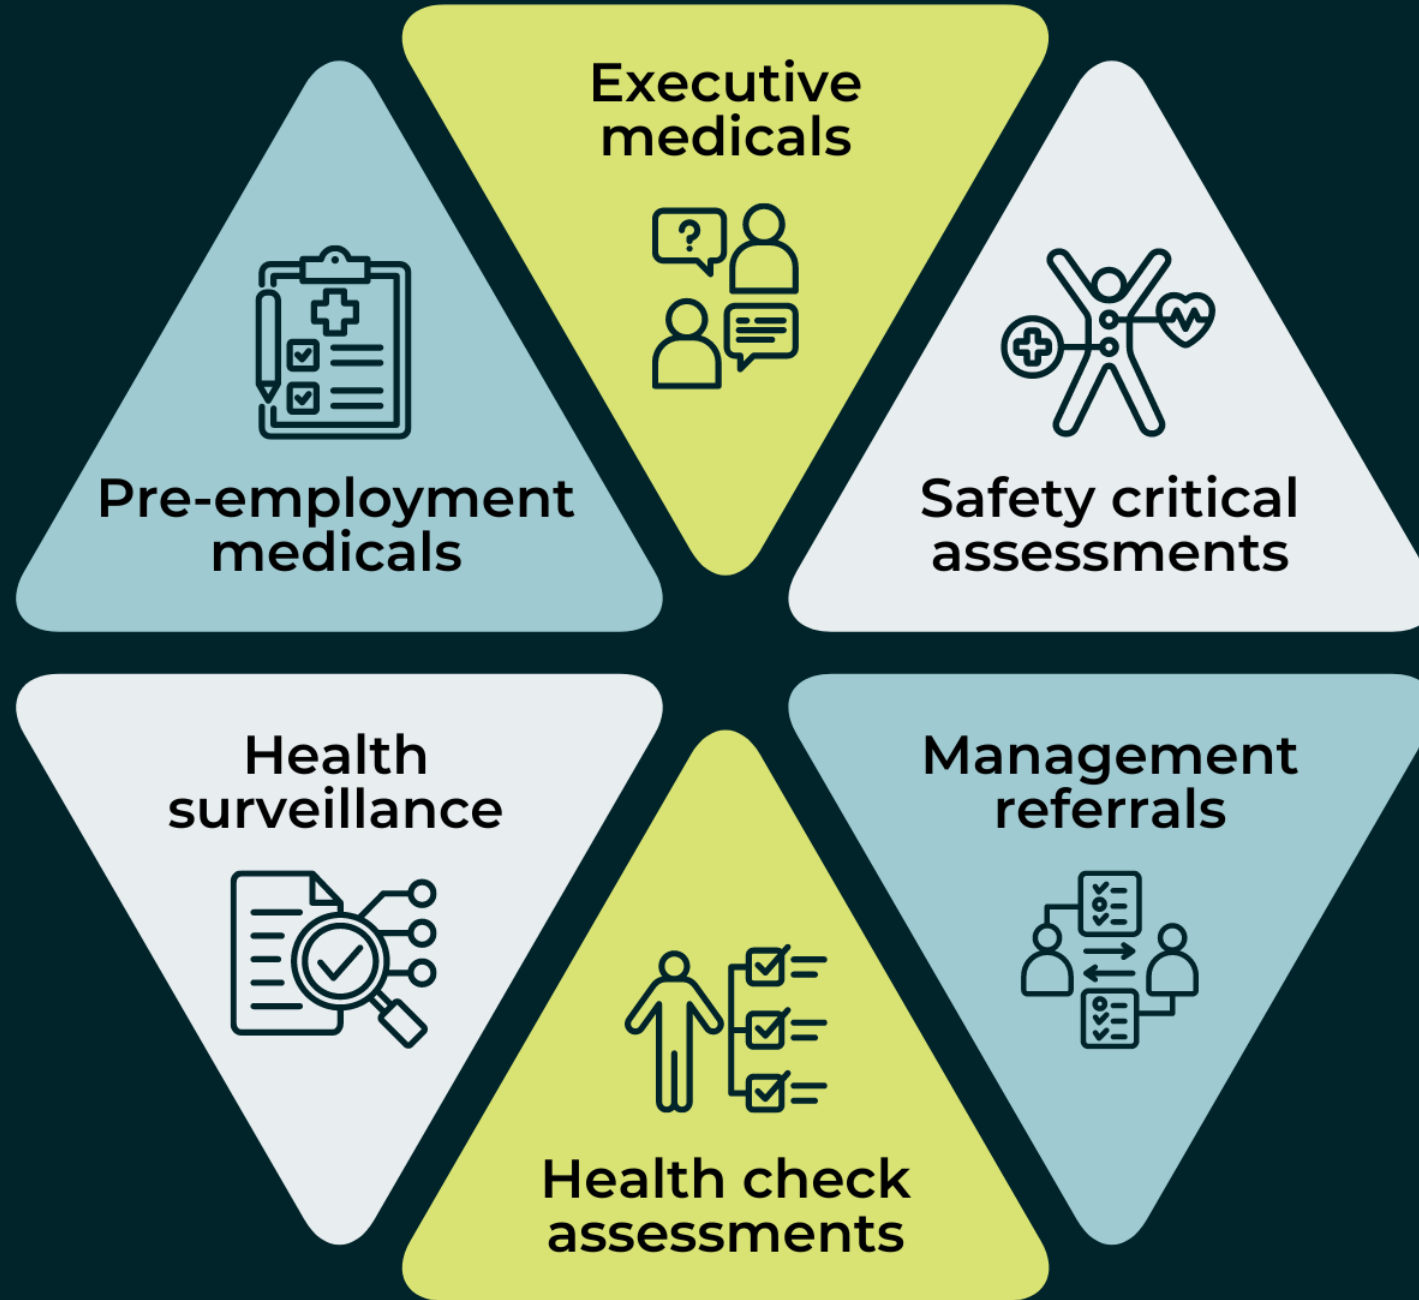 Executive
medicals
?
Pre-employment
medicals
Safety critical
assessments
Health
surveillance
Management
referrals
Health check
assessments